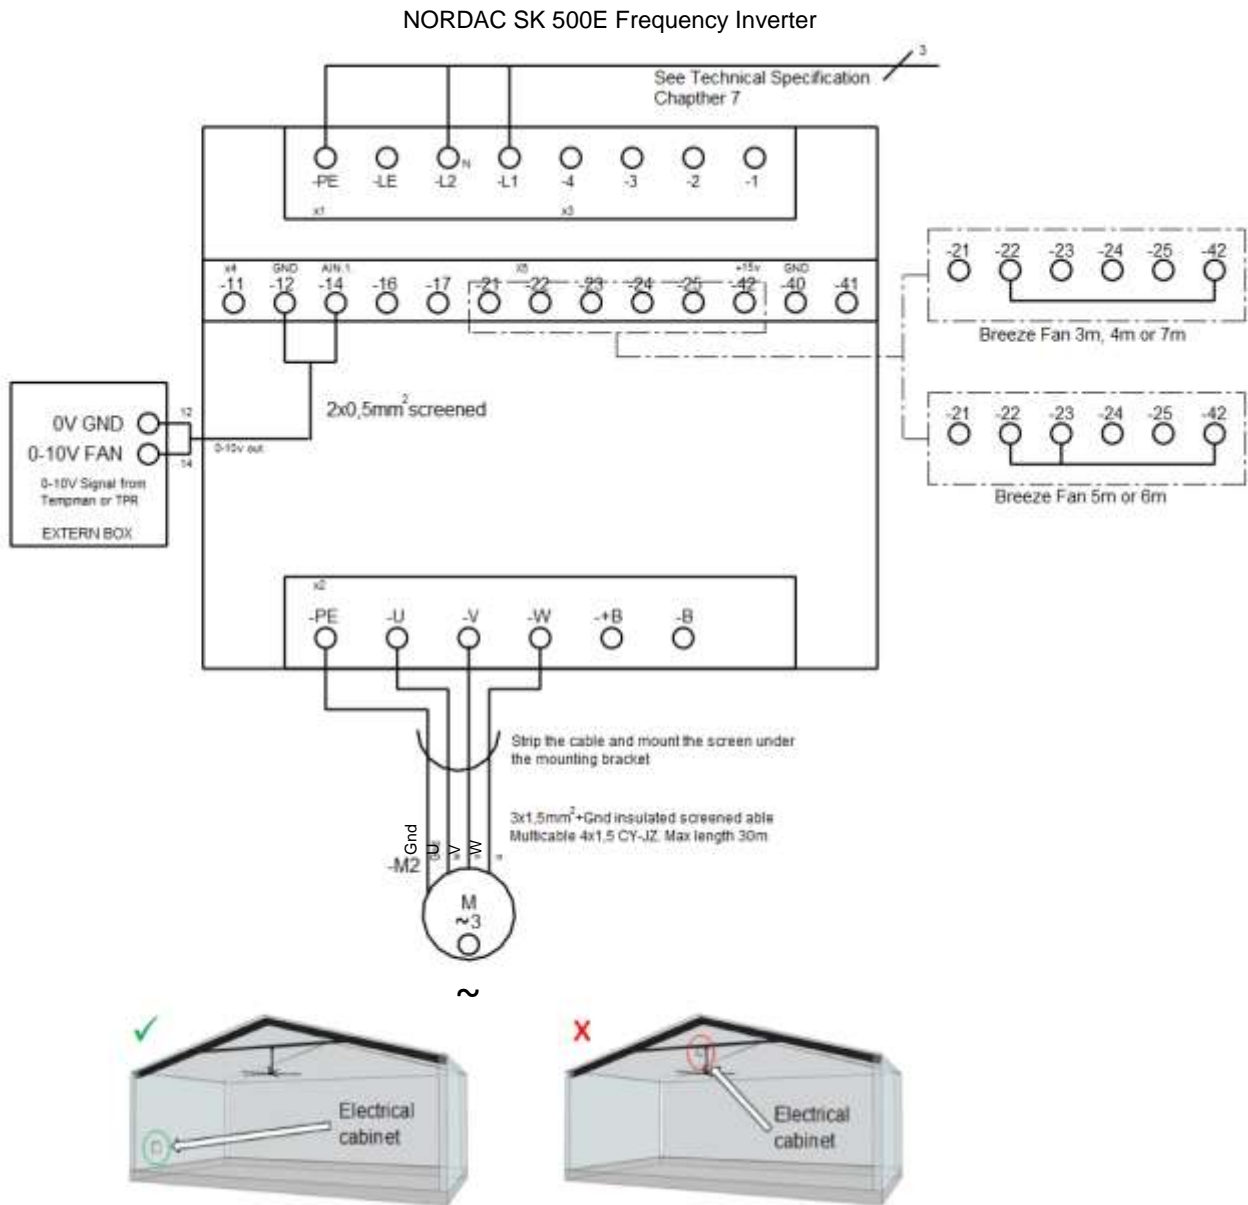 NORDAC SK 500E Frequency Inverter
3
See Technical Specification
Chapther 7
N
-PE -LE -L2 -L1 -4 -3 -2 -1
x1 x3
x4 GND AIN.1 X5 +15v GND
-11 -12 -14 -16 -17 -21 -22 -23 -24 -25 -42 -40 -41
-21 -22 -23 -24 -25 -42
Breeze Fan 3m, 4m or 7m
-21 -22 -23 -24 -25 -42
Breeze Fan 5m or 6m
2x0,5mm² screened
0V GND 12
0-10V FAN 14
0-10v out
0-10V Signal from
Tempman or TPR
EXTERN BOX
x2
-PE -U -V -W -+B -B
Strip the cable and mount the screen under
the mounting bracket
3x1,5mm²+Gnd insulated screened able
Multicable 4x1,5 CY-JZ. Max length 30m
Gnd U V W
-M2
M
~3
~
✓ X
Electrical
cabinet
Electrical
cabinet